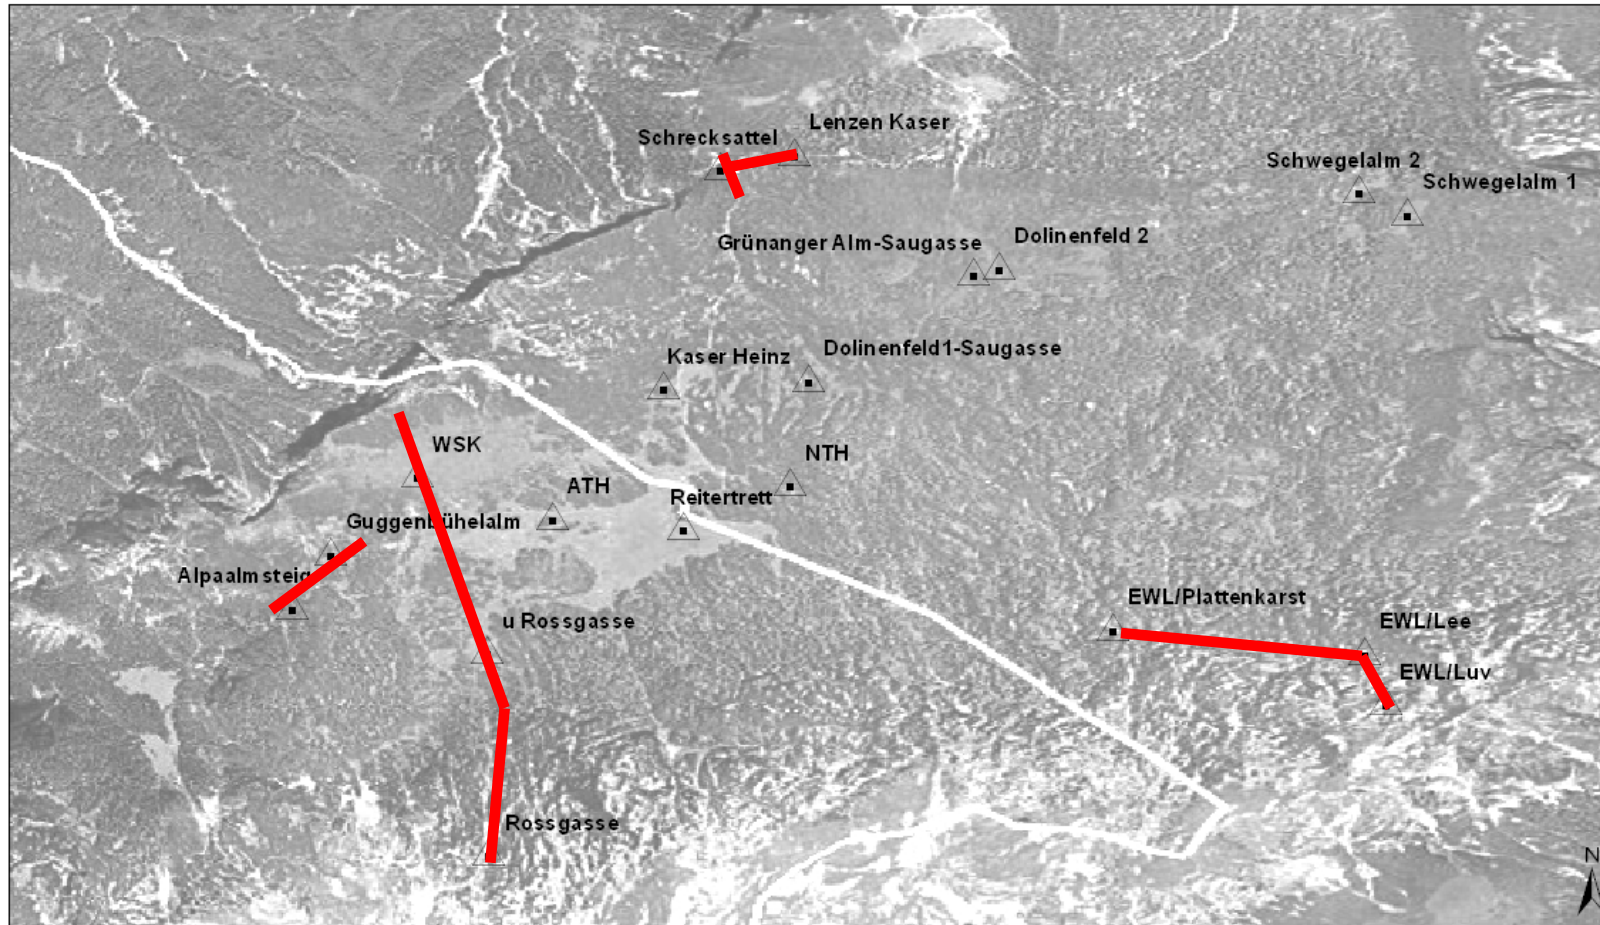 Lenzen Kaser
Schrecksattel
Schwegelalm 2
Schwegelalm 1
Grünanger Alm-Saugasse
Dolinenfeld 2
Kaser Heinz
Dolinenfeld1-Saugasse
WSK
NTH
ATH
Reitertrett
Guggenbühelalm
Alpaalmsteig
EWL/Plattenkarst
u Rossgasse
EWL/Lee
EWL/Luv
Rossgasse
N